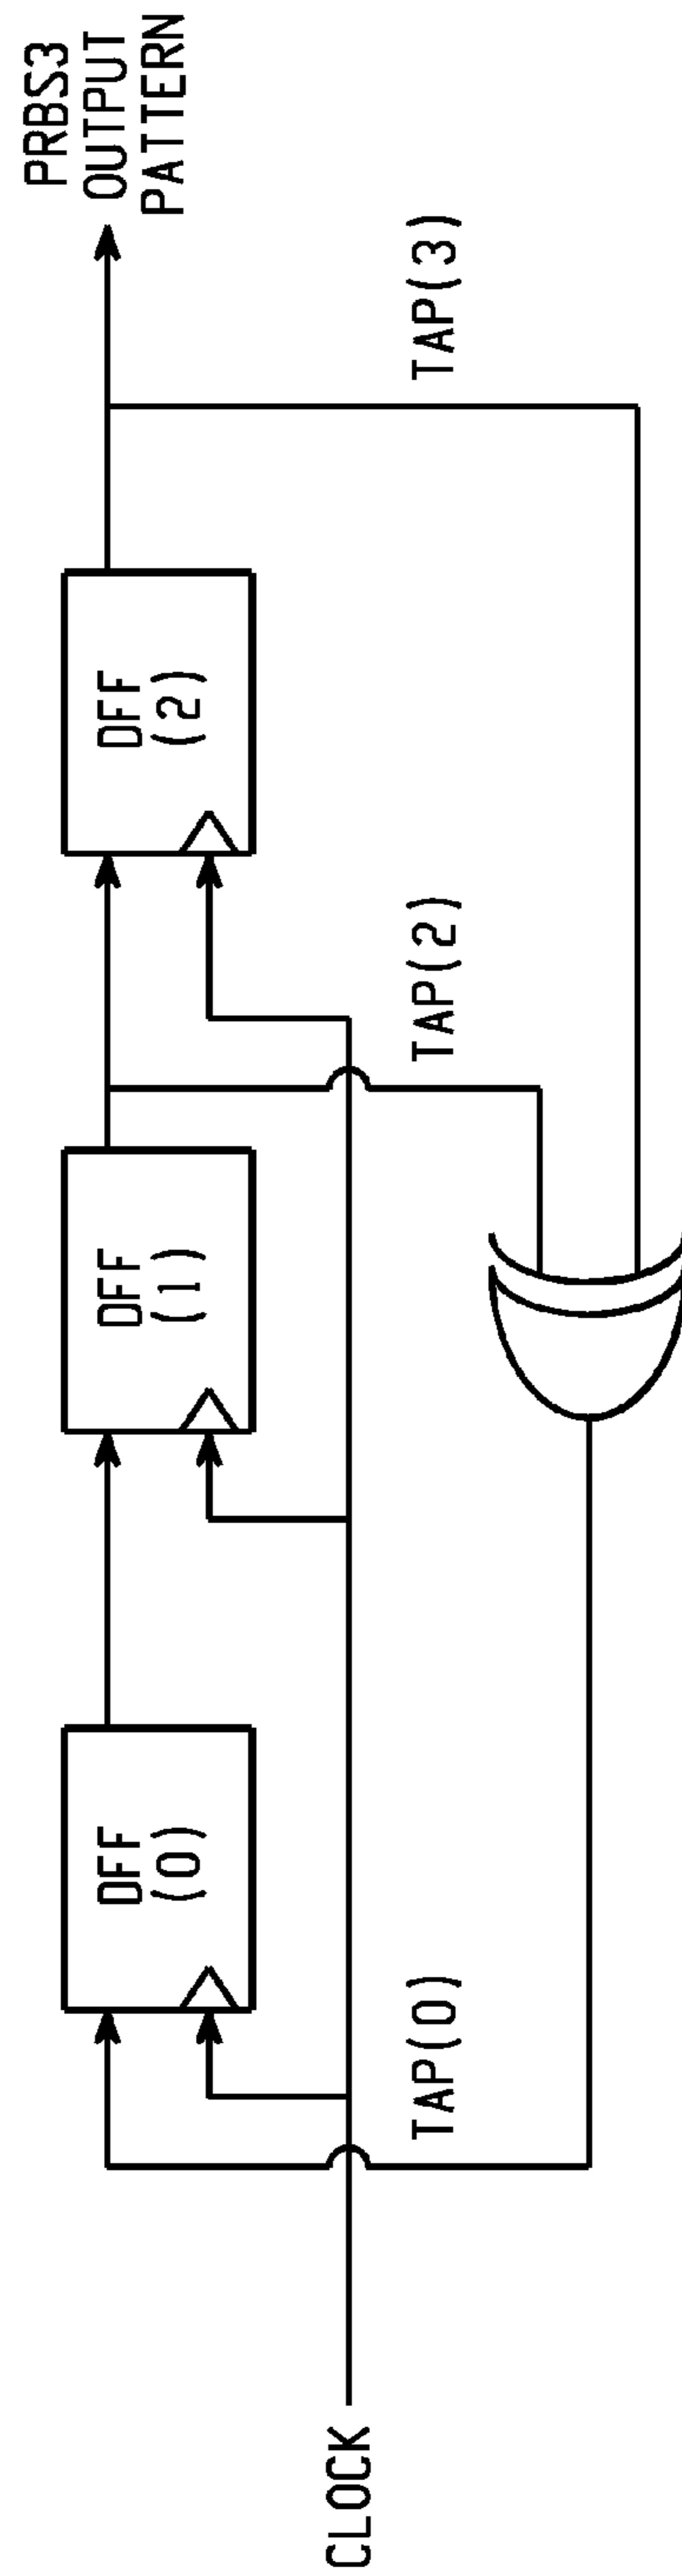 PRBS3
OUTPUT
PATTERN
DFF
(0)
DFF
(1)
DFF
(2)
TAP(0)
TAP(2)
TAP(3)
CLOCK